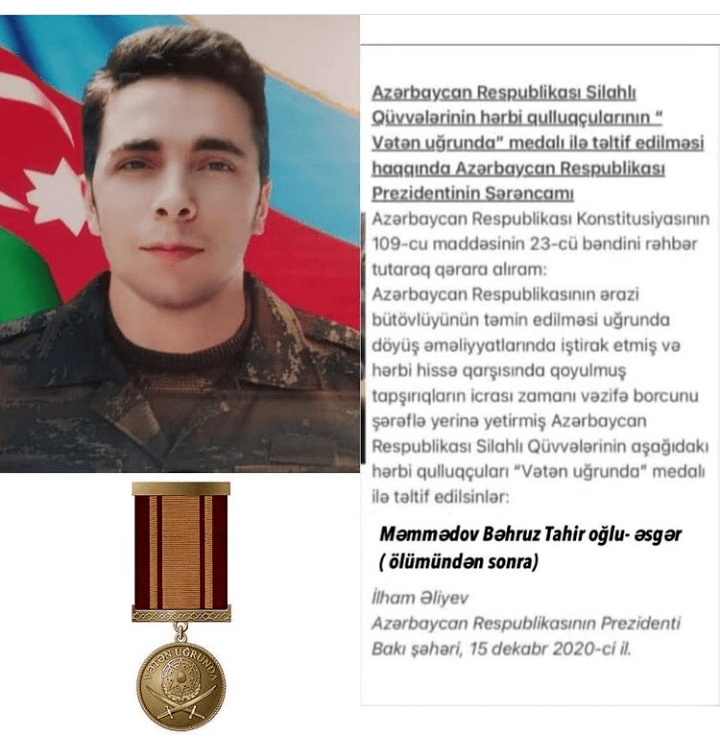 Azərbaycan Respublikası Silahlı
Qüvvələrinin hərbi qulluqçularının “
Vətən uğrunda” medalı ilə təltif edilməsi
haqqında Azərbaycan Respublikası
Prezidentinin Sərəncamı
Azərbaycan Respublikası Konstitusiyasının
109-cu maddəsinin 23-cü bəndini rəhbər
tutaraq qərara alıram:
Azərbaycan Respublikasının ərazi
bütövlüyünün təmin edilməsi uğrunda
döyüş əməliyyatlarında iştirak etmiş və
hərbi hissə qarşısında qoyulmuş
tapşırıqların icrası zamanı vəzifə borcunu
şərəflə yerinə yetirmiş Azərbaycan
Respublikası Silahlı Qüvvələrinin aşağıdakı
hərbi qulluqçuları “Vətən uğrunda” medalı
ilə təltif edilsinlər:
Məmmədov Bəhruz Tahir oğlu- əsgər
( ölümündən sonra)
İlham Əliyev
Azərbaycan Respublikasının Prezidenti
Bakı şəhəri, 15 dekabr 2020-ci il.
VƏTƏN UĞRUNDA